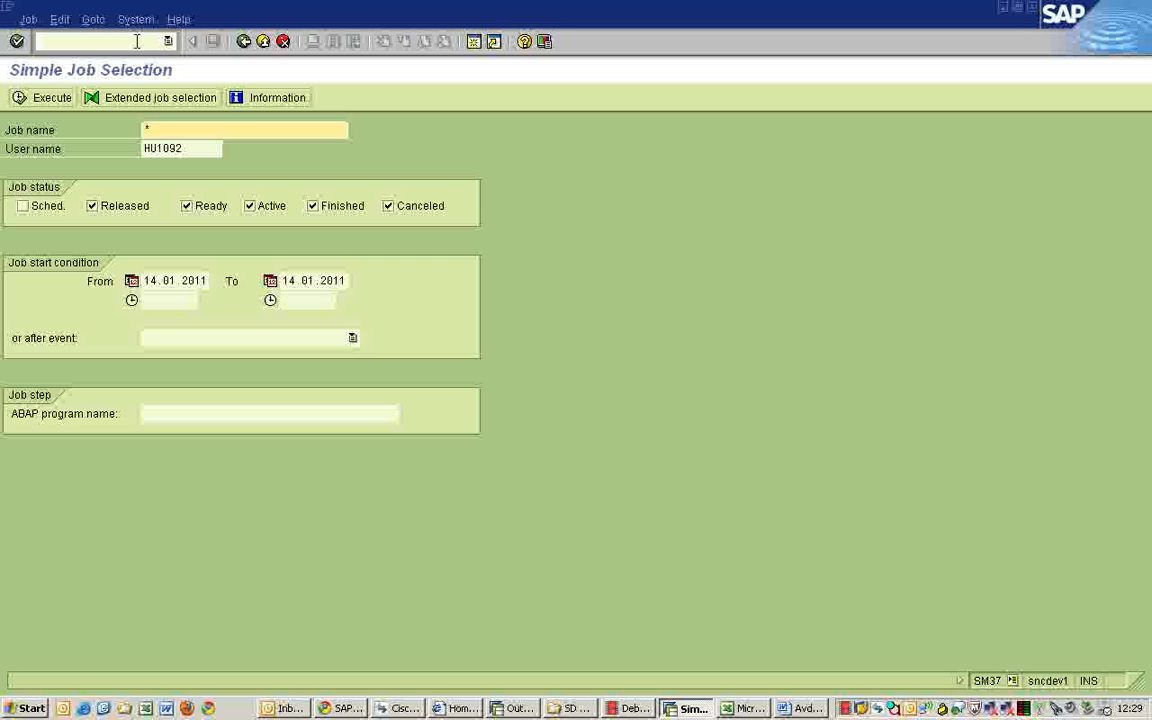 Job Edit Goto System Help
SAP
Simple Job Selection
Execute Extended job selection Information
Job name *
User name HU1092
Job status
Sched. Released Ready Active Finished Canceled
Job start condition
From 14.01.2011 To 14.01.2011
or after event:
Job step
ABAP program name:
SM37 sncdev1 INS
Start Inb... SAP... Cisc... Hom... Out... SD ... Deb... Sim... Micr... Avd... 12:29